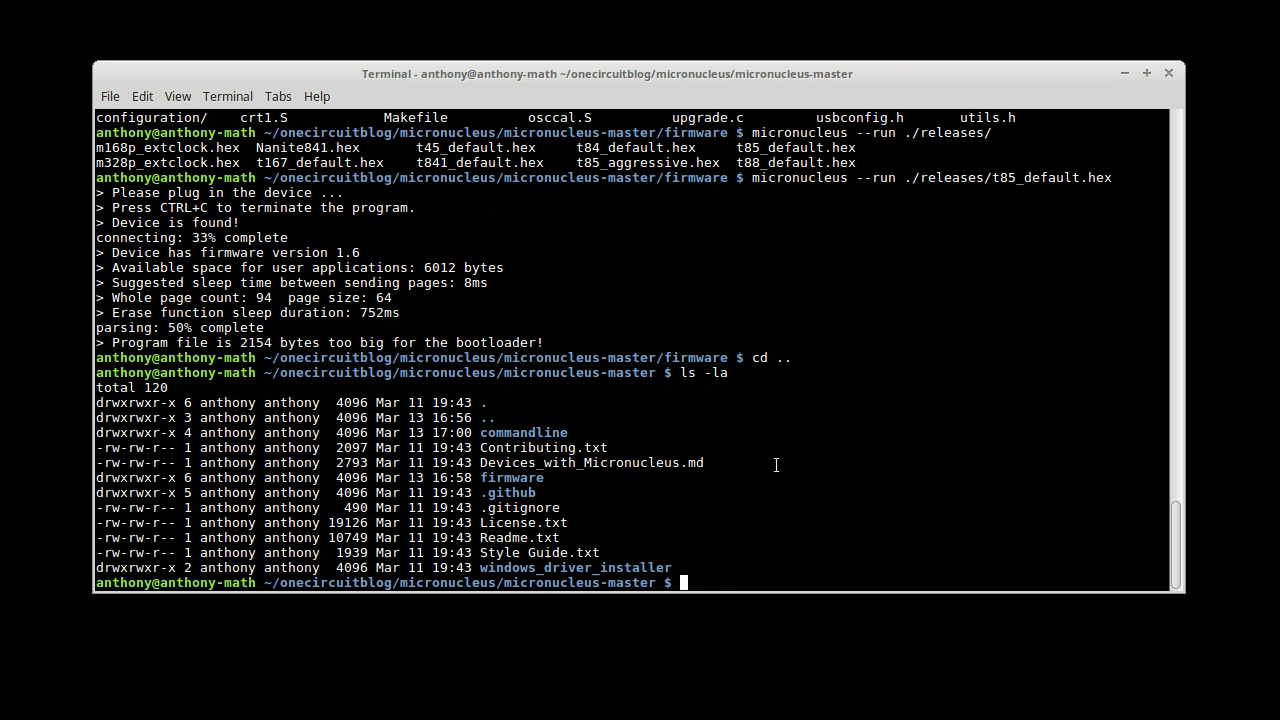 Terminal - anthony@anthony-math ~/onecircuitblog/micronucleus/micronucleus-master
File Edit View Terminal Tabs Help
configuration/ crt1.S Makefile osccal.S upgrade.c usbconfig.h utils.h
anthony@anthony-math ~/onecircuitblog/micronucleus/micronucleus-master/firmware $ micronucleus --run ./releases/
m168p_extclock.hex Nanite841.hex t45_default.hex t84_default.hex t85_default.hex
m328p_extclock.hex t167_default.hex t841_default.hex t85_aggressive.hex t88_default.hex
anthony@anthony-math ~/onecircuitblog/micronucleus/micronucleus-master/firmware $ micronucleus --run ./releases/t85_default.hex
> Please plug in the device ...
> Press CTRL+C to terminate the program.
> Device is found!
connecting: 33% complete
> Device has firmware version 1.6
> Available space for user applications: 6012 bytes
> Suggested sleep time between sending pages: 8ms
> Whole page count: 94  page size: 64
> Erase function sleep duration: 752ms
parsing: 50% complete
> Program file is 2154 bytes too big for the bootloader!
anthony@anthony-math ~/onecircuitblog/micronucleus/micronucleus-master/firmware $ cd ..
anthony@anthony-math ~/onecircuitblog/micronucleus/micronucleus-master $ ls -la
total 120
drwxrwxr-x 6 anthony anthony  4096 Mar 11 19:43 .
drwxrwxr-x 3 anthony anthony  4096 Mar 13 16:56 ..
drwxrwxr-x 4 anthony anthony  4096 Mar 13 17:00 commandline
-rw-rw-r-- 1 anthony anthony  2097 Mar 11 19:43 Contributing.txt
-rw-rw-r-- 1 anthony anthony  2793 Mar 11 19:43 Devices_with_Micronucleus.md
drwxrwxr-x 6 anthony anthony  4096 Mar 13 16:58 firmware
drwxrwxr-x 5 anthony anthony  4096 Mar 11 19:43 .github
-rw-rw-r-- 1 anthony anthony   490 Mar 11 19:43 .gitignore
-rw-rw-r-- 1 anthony anthony 19126 Mar 11 19:43 License.txt
-rw-rw-r-- 1 anthony anthony 10749 Mar 11 19:43 Readme.txt
-rw-rw-r-- 1 anthony anthony  1939 Mar 11 19:43 Style Guide.txt
drwxrwxr-x 2 anthony anthony  4096 Mar 11 19:43 windows_driver_installer
anthony@anthony-math ~/onecircuitblog/micronucleus/micronucleus-master $